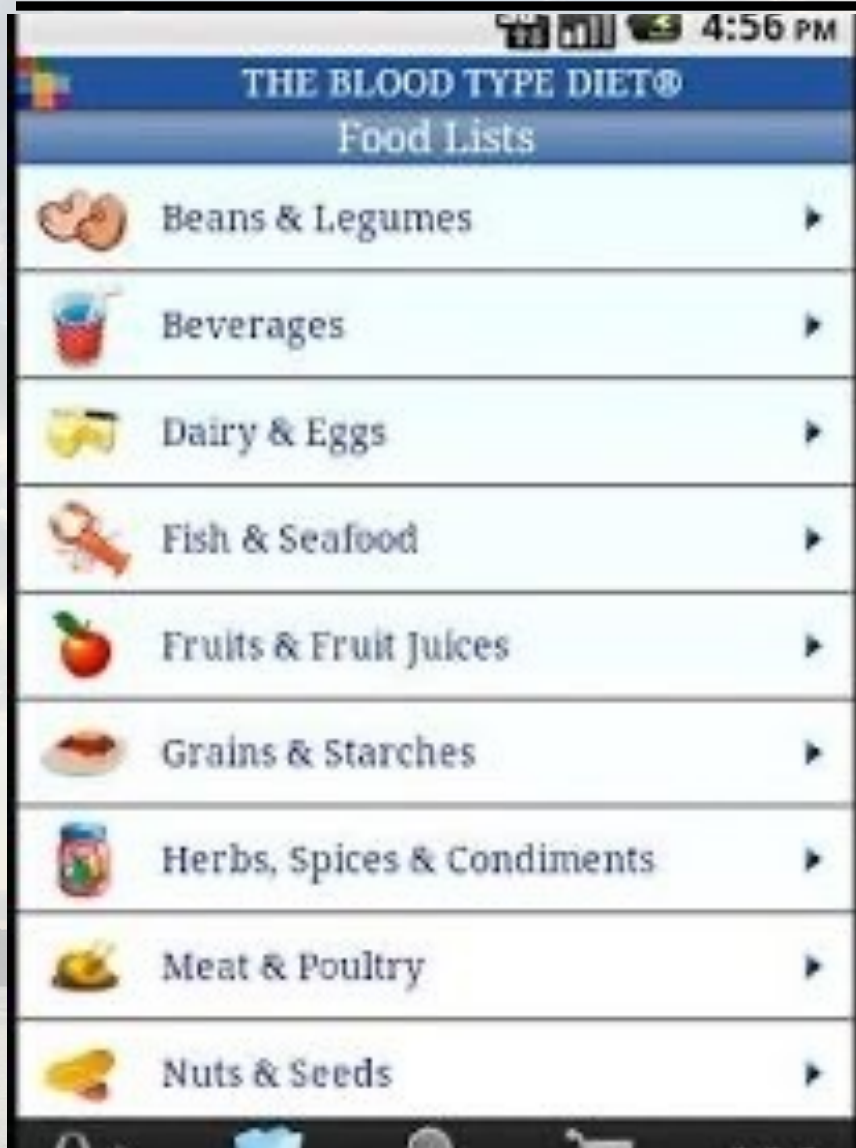 4:56 PM
THE BLOOD TYPE DIET®
Food Lists
Beans & Legumes
Beverages
Dairy & Eggs
Fish & Seafood
Fruits & Fruit Juices
Grains & Starches
Herbs, Spices & Condiments
Meat & Poultry
Nuts & Seeds